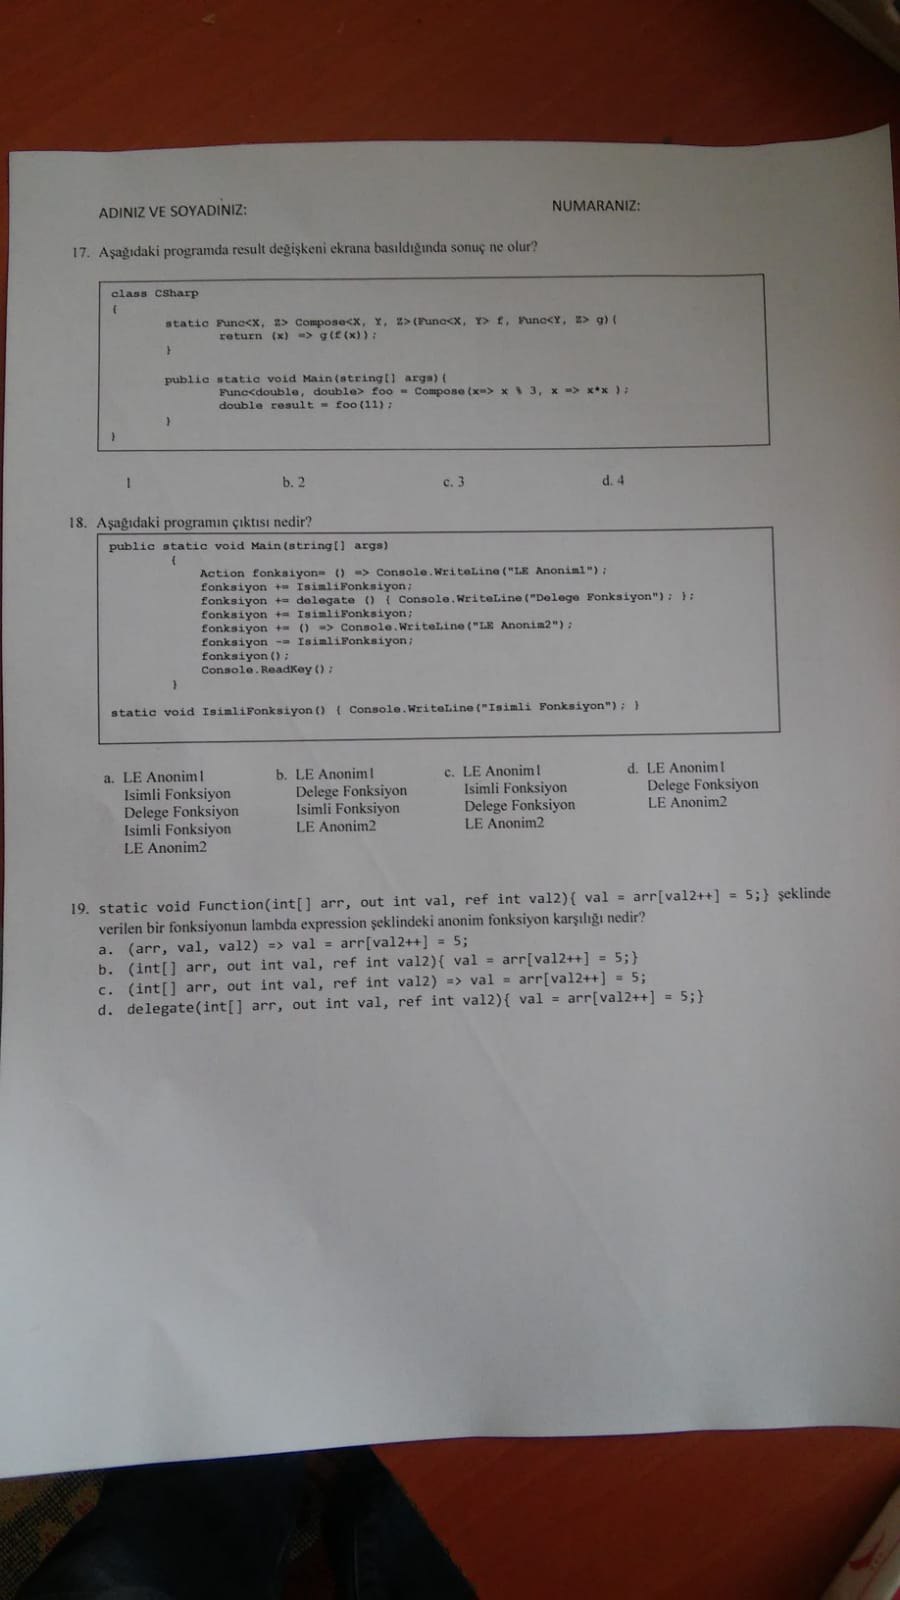 ADINIZ VE SOYADINIZ: NUMARANIZ:
17. Aşağıdaki programda result değişkeni ekrana basıldığında sonuç ne olur?
class CSharp
{
static Func<X, Z> Compose<X, Y, Z>(Func<X, Y> f, Func<Y, Z> g){
return (x) => g(f(x));
}
public static void Main(string[] args){
Func<double, double> foo = Compose(x=> x % 3, x => x*x );
double result = foo(11);
}
}
1 b. 2 c. 3 d. 4
18. Aşağıdaki programın çıktısı nedir?
public static void Main(string[] args)
{
Action fonksiyon= () => Console.WriteLine("LE Anonim1");
fonksiyon += IsimliFonksiyon;
fonksiyon += delegate () { Console.WriteLine("Delege Fonksiyon"); };
fonksiyon += IsimliFonksiyon;
fonksiyon += () => Console.WriteLine("LE Anonim2");
fonksiyon -= IsimliFonksiyon;
fonksiyon();
Console.ReadKey();
}
static void IsimliFonksiyon() { Console.WriteLine("Isimli Fonksiyon"); }
a. LE Anonim1
Isimli Fonksiyon
Delege Fonksiyon
Isimli Fonksiyon
LE Anonim2
b. LE Anonim1
Delege Fonksiyon
Isimli Fonksiyon
LE Anonim2
c. LE Anonim1
Isimli Fonksiyon
Delege Fonksiyon
LE Anonim2
d. LE Anonim1
Delege Fonksiyon
LE Anonim2
19. static void Function(int[] arr, out int val, ref int val2){ val = arr[val2++] = 5;} şeklinde
verilen bir fonksiyonun lambda expression şeklindeki anonim fonksiyon karşılığı nedir?
a. (arr, val, val2) => val = arr[val2++] = 5;
b. (int[] arr, out int val, ref int val2){ val = arr[val2++] = 5;}
c. (int[] arr, out int val, ref int val2) => val = arr[val2++] = 5;
d. delegate(int[] arr, out int val, ref int val2){ val = arr[val2++] = 5;}